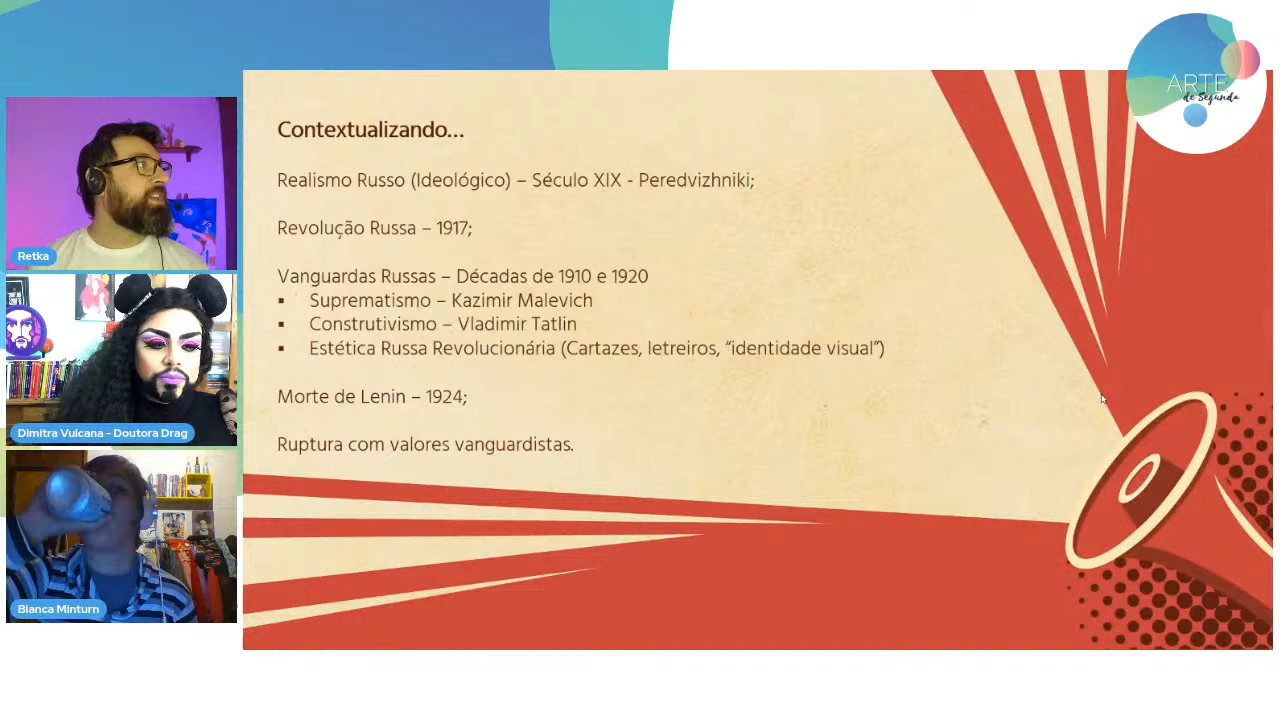 ARTE
de Segunda
Contextualizando...
Realismo Russo (Ideológico) – Século XIX - Peredvizhniki;
Revolução Russa – 1917;
Vanguardas Russas – Décadas de 1910 e 1920
▪ Suprematismo – Kazimir Malevich
▪ Construtivismo – Vladimir Tatlin
▪ Estética Russa Revolucionária (Cartazes, letreiros, “identidade visual”)
Morte de Lenin – 1924;
Ruptura com valores vanguardistas.
Retka
Dimitra Vulcana - Doutora Drag
Bianca Minturn